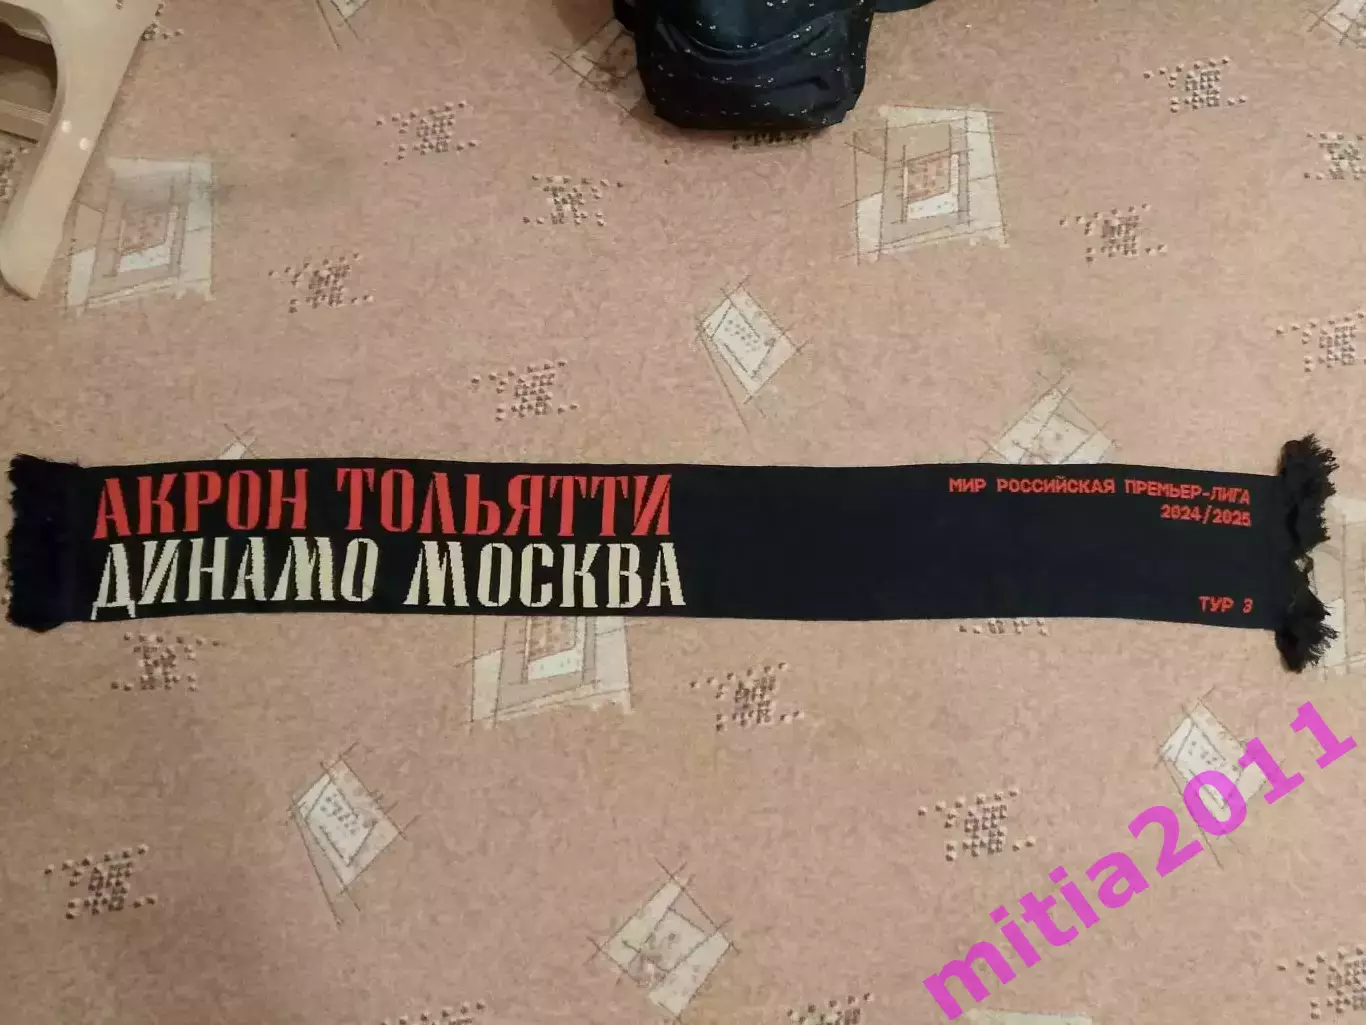 АКРОН ТОЛЬЯТТИ
ДИНАМО МОСКВА
МИР РОССИЙСКАЯ ПРЕМЬЕР-ЛИГА
2024/2025
ТУР 3
mitia2011